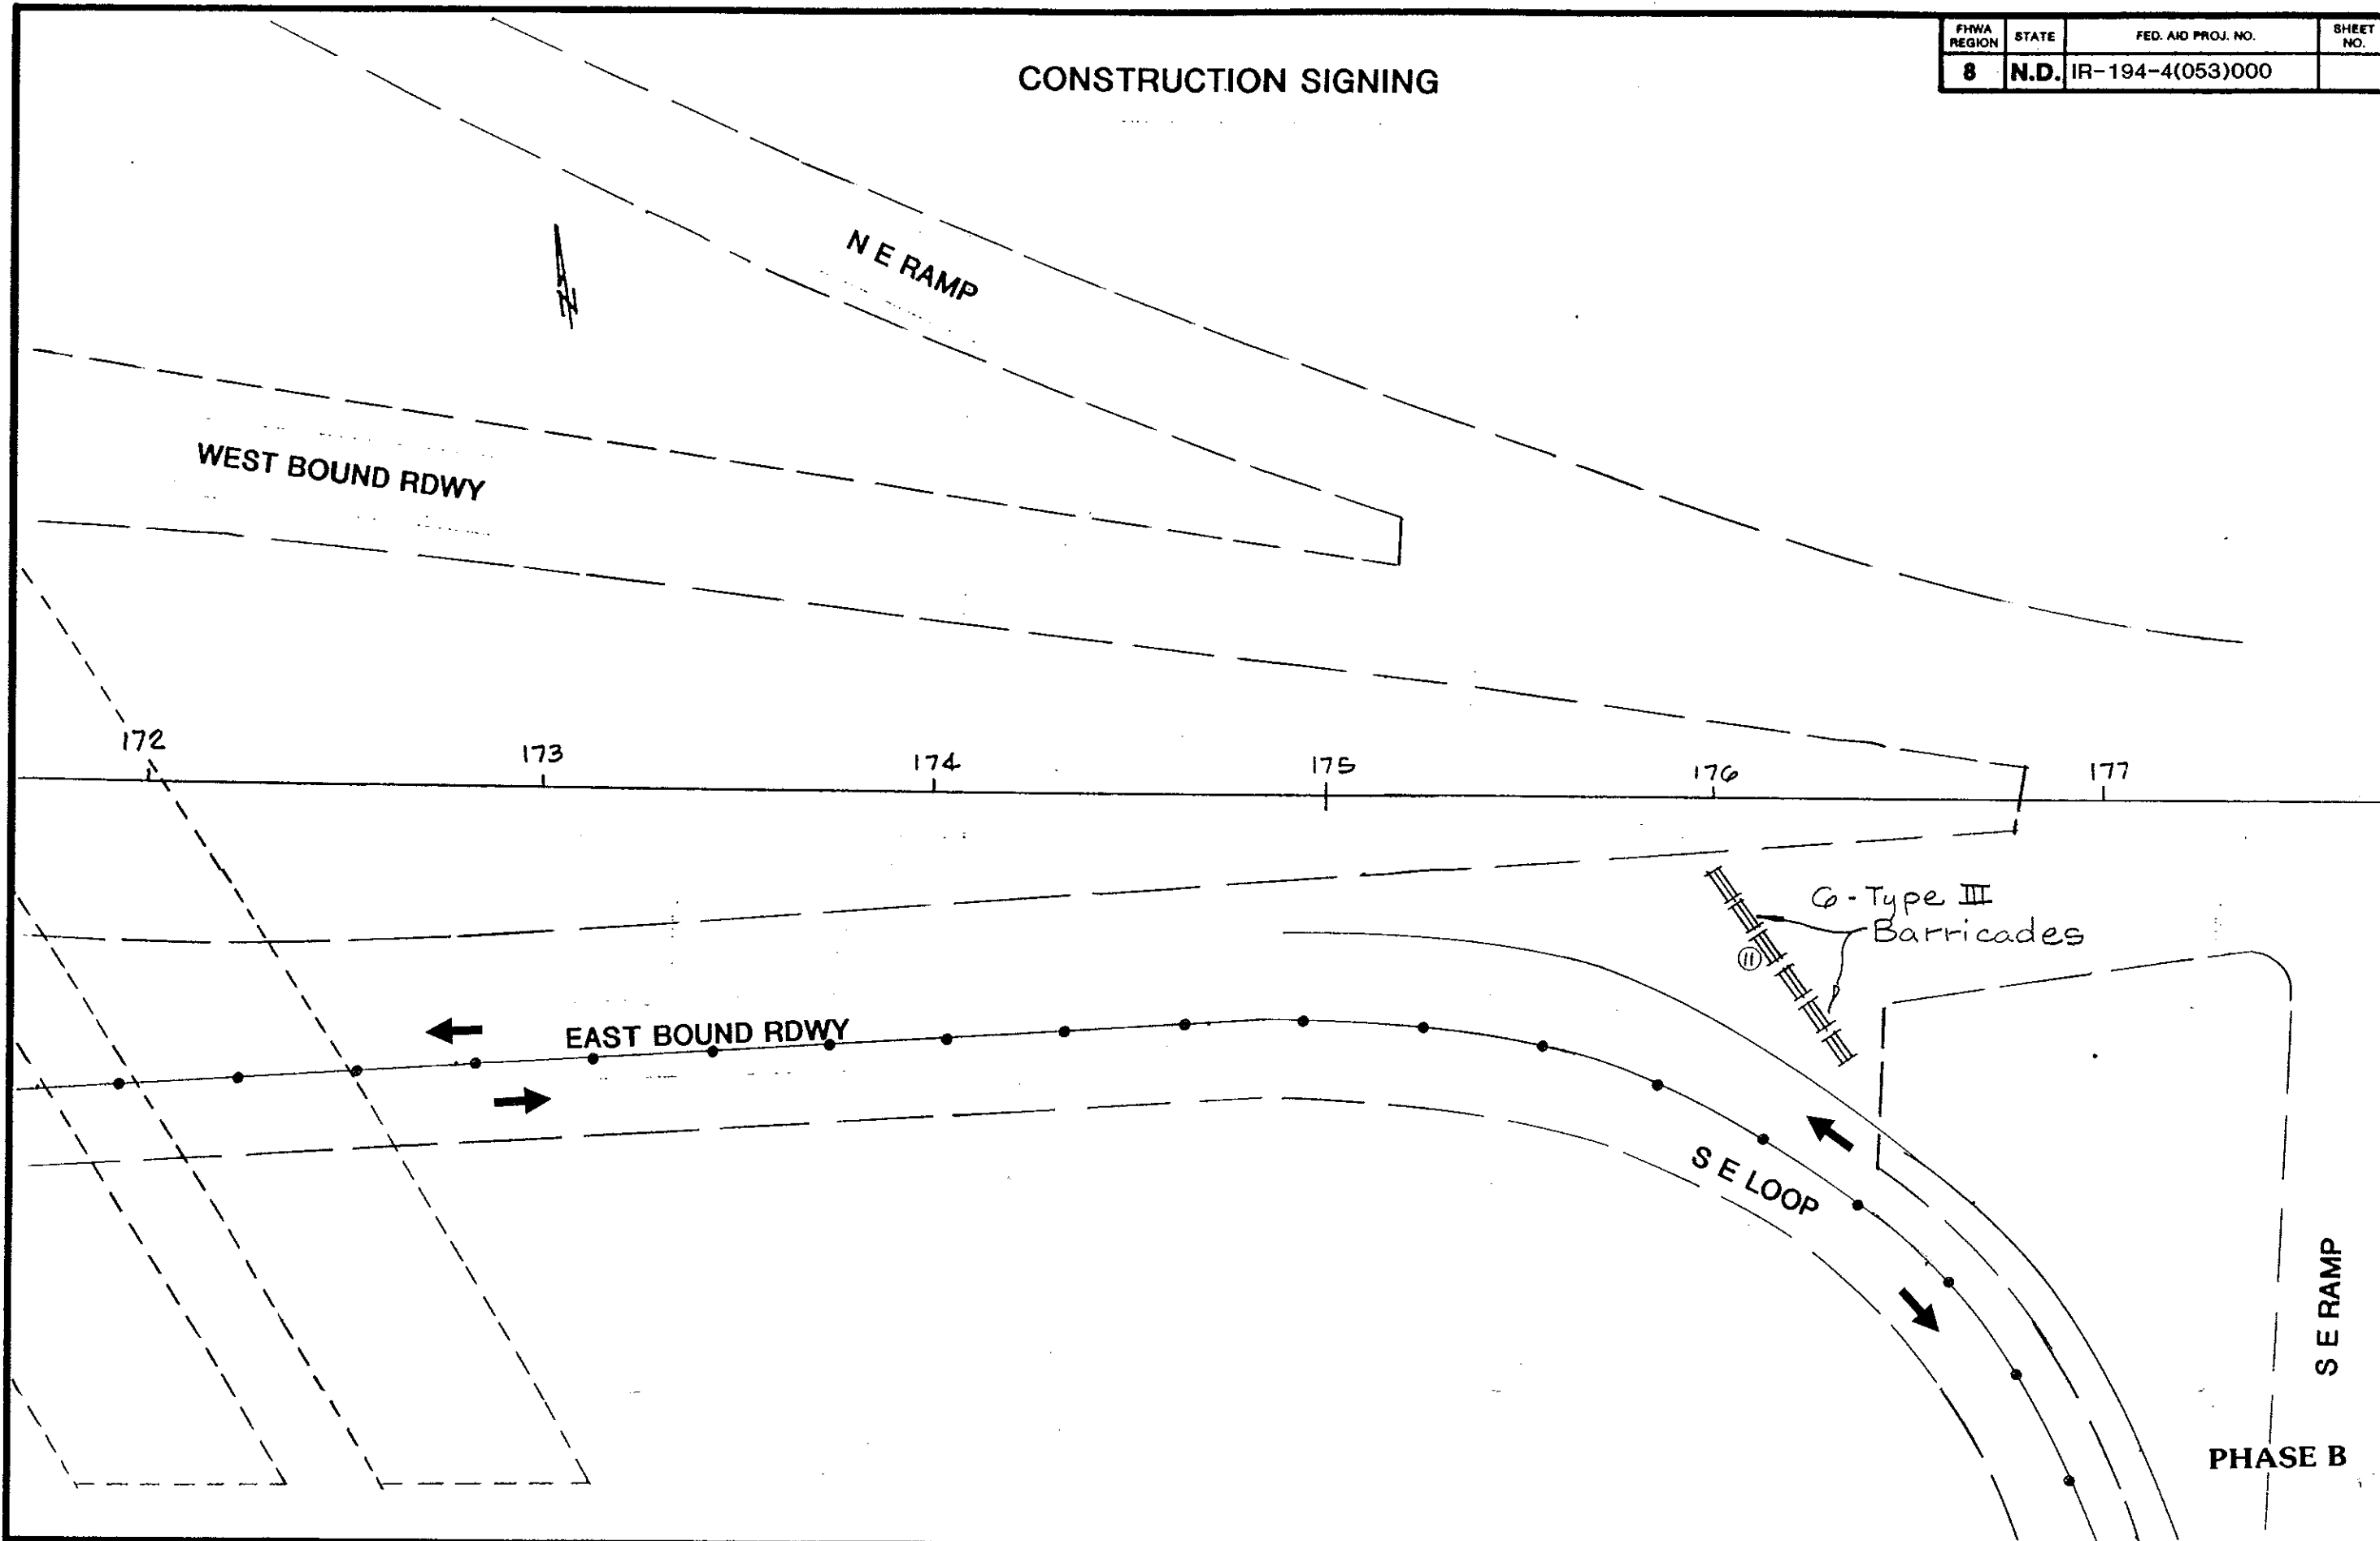 CONSTRUCTION SIGNING
FHWA REGION
STATE
FED. AID PROJ. NO.
SHEET NO.
8
N.D.
IR-194-4(053)000
N E RAMP
N
WEST BOUND RDWY
172
173
174
175
176
177
6-Type III
Barricades
11
EAST BOUND RDWY
S E LOOP
S E RAMP
PHASE B